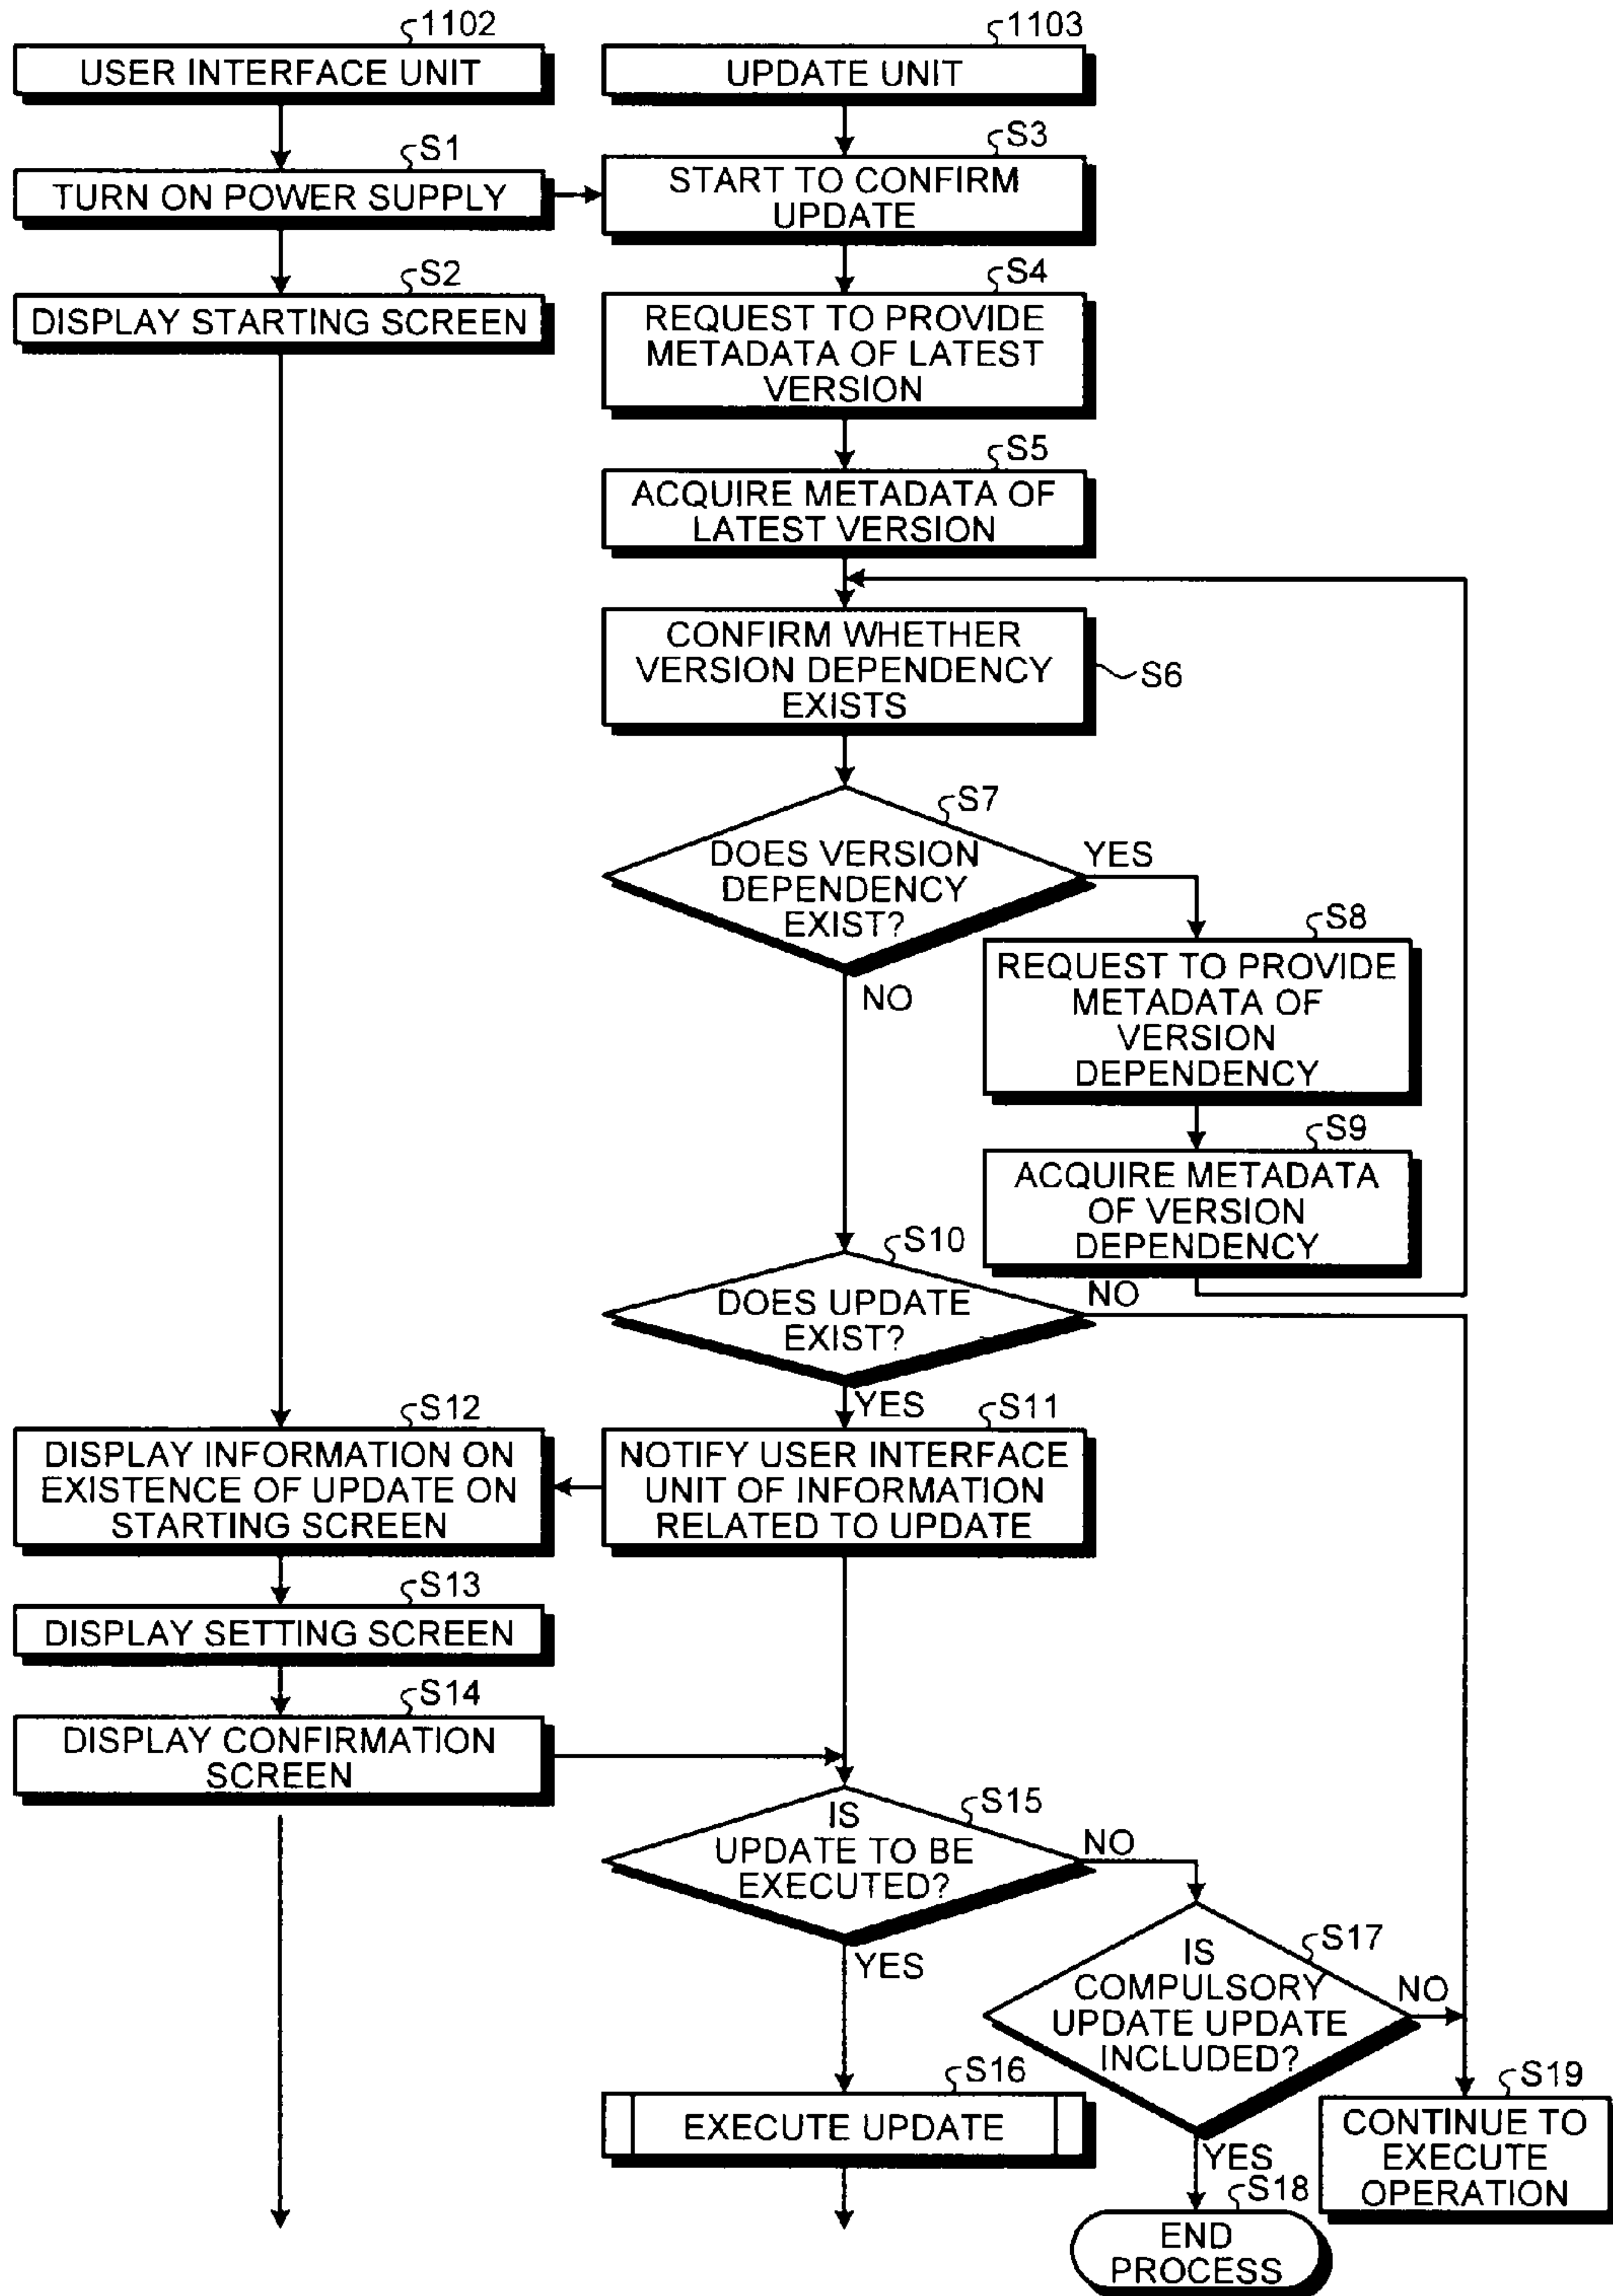 1102
USER INTERFACE UNIT
1103
UPDATE UNIT
S1
TURN ON POWER SUPPLY
S3
START TO CONFIRM
UPDATE
S2
DISPLAY STARTING SCREEN
S4
REQUEST TO PROVIDE
METADATA OF LATEST
VERSION
S5
ACQUIRE METADATA OF
LATEST VERSION
CONFIRM WHETHER
VERSION DEPENDENCY
EXISTS
S6
S7
DOES VERSION
DEPENDENCY
EXIST?
YES
NO
S8
REQUEST TO PROVIDE
METADATA OF
VERSION
DEPENDENCY
S9
ACQUIRE METADATA
OF VERSION
DEPENDENCY
S10
DOES UPDATE
EXIST?
NO
YES
S12
DISPLAY INFORMATION ON
EXISTENCE OF UPDATE ON
STARTING SCREEN
S11
NOTIFY USER INTERFACE
UNIT OF INFORMATION
RELATED TO UPDATE
S13
DISPLAY SETTING SCREEN
S14
DISPLAY CONFIRMATION
SCREEN
S15
IS
UPDATE TO BE
EXECUTED?
NO
YES
S17
IS
COMPULSORY
UPDATE UPDATE
INCLUDED?
NO
YES
S16
EXECUTE UPDATE
S19
CONTINUE TO
EXECUTE
OPERATION
S18
END
PROCESS